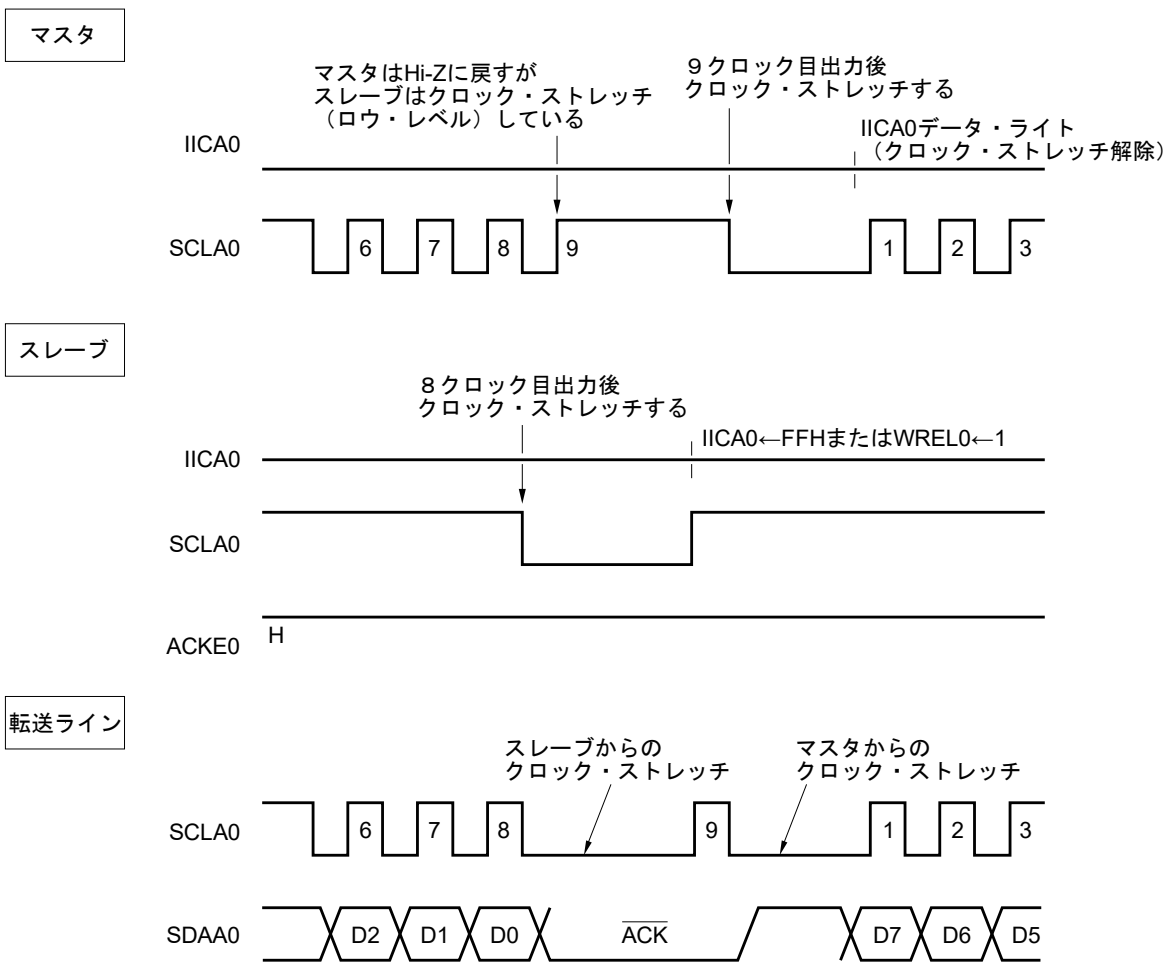 マスタ
マスタはHi-Zに戻すが
スレーブはクロック・ストレッチ
（ロウ・レベル）している
９クロック目出力後
クロック・ストレッチする
IICA0データ・ライト
（クロック・ストレッチ解除）
IICA0
SCLA0
6 7 8 9 1 2 3
スレーブ
８クロック目出力後
クロック・ストレッチする
IICA0←FFHまたはWREL0←1
IICA0
SCLA0
ACKE0
H
転送ライン
スレーブからの
クロック・ストレッチ
マスタからの
クロック・ストレッチ
SCLA0
6 7 8 9 1 2 3
SDAA0
D2 D1 D0 ACK D7 D6 D5